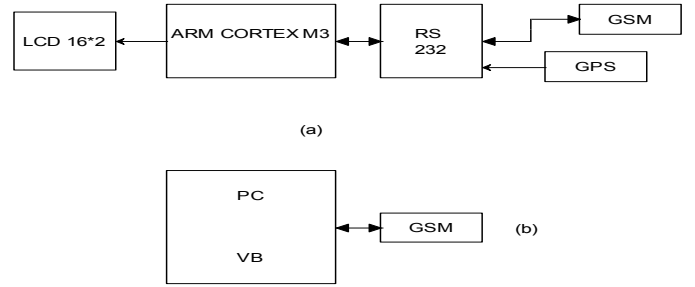 LCD 16*2
ARM CORTEX M3
RS
232
GSM
GPS
(a)
PC
VB
GSM
(b)